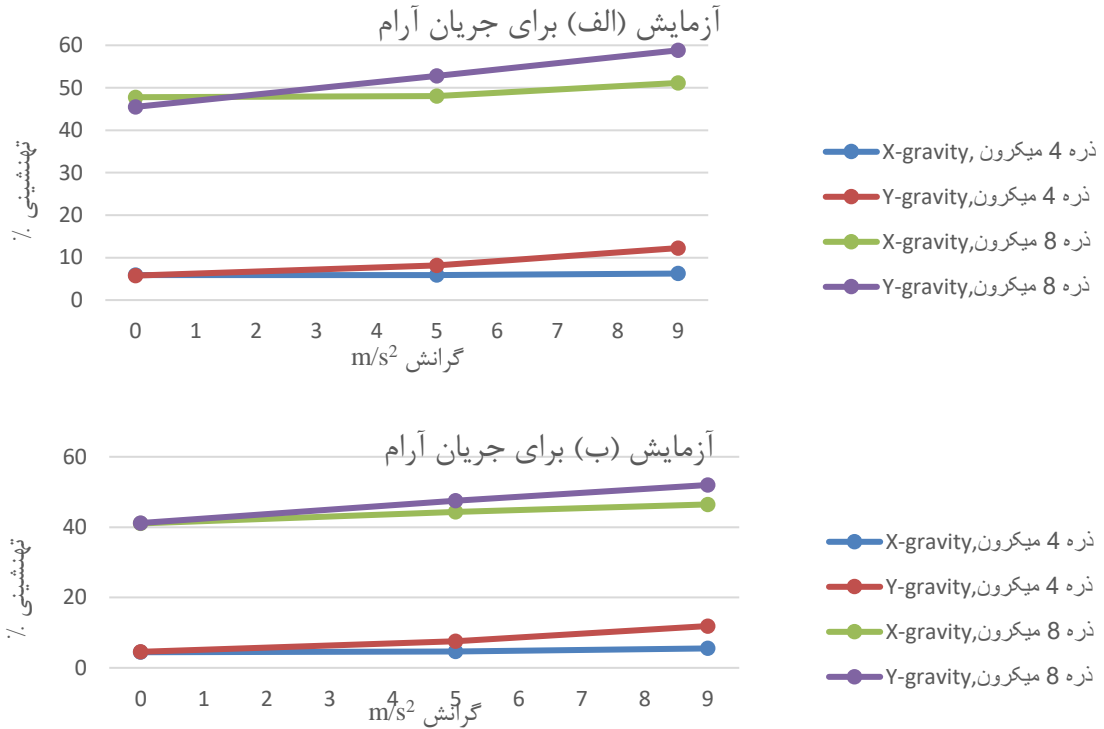 آزمایش (الف) برای جریان آرام
60
50
40
30
20
10
0
ته‌نشینی %
0 1 2 3 4 5 6 7 8 9
گرانش m/s²
X-gravity, ذره 4 میکرون
Y-gravity,ذره 4 میکرون
X-gravity,ذره 8 میکرون
Y-gravity,ذره 8 میکرون
آزمایش (ب) برای جریان آرام
60
40
20
0
ته‌نشینی %
0 1 2 3 4 5 6 7 8 9
گرانش m/s²
X-gravity,ذره 4 میکرون
Y-gravity,ذره 4 میکرون
X-gravity,ذره 8 میکرون
Y-gravity,ذره 8 میکرون